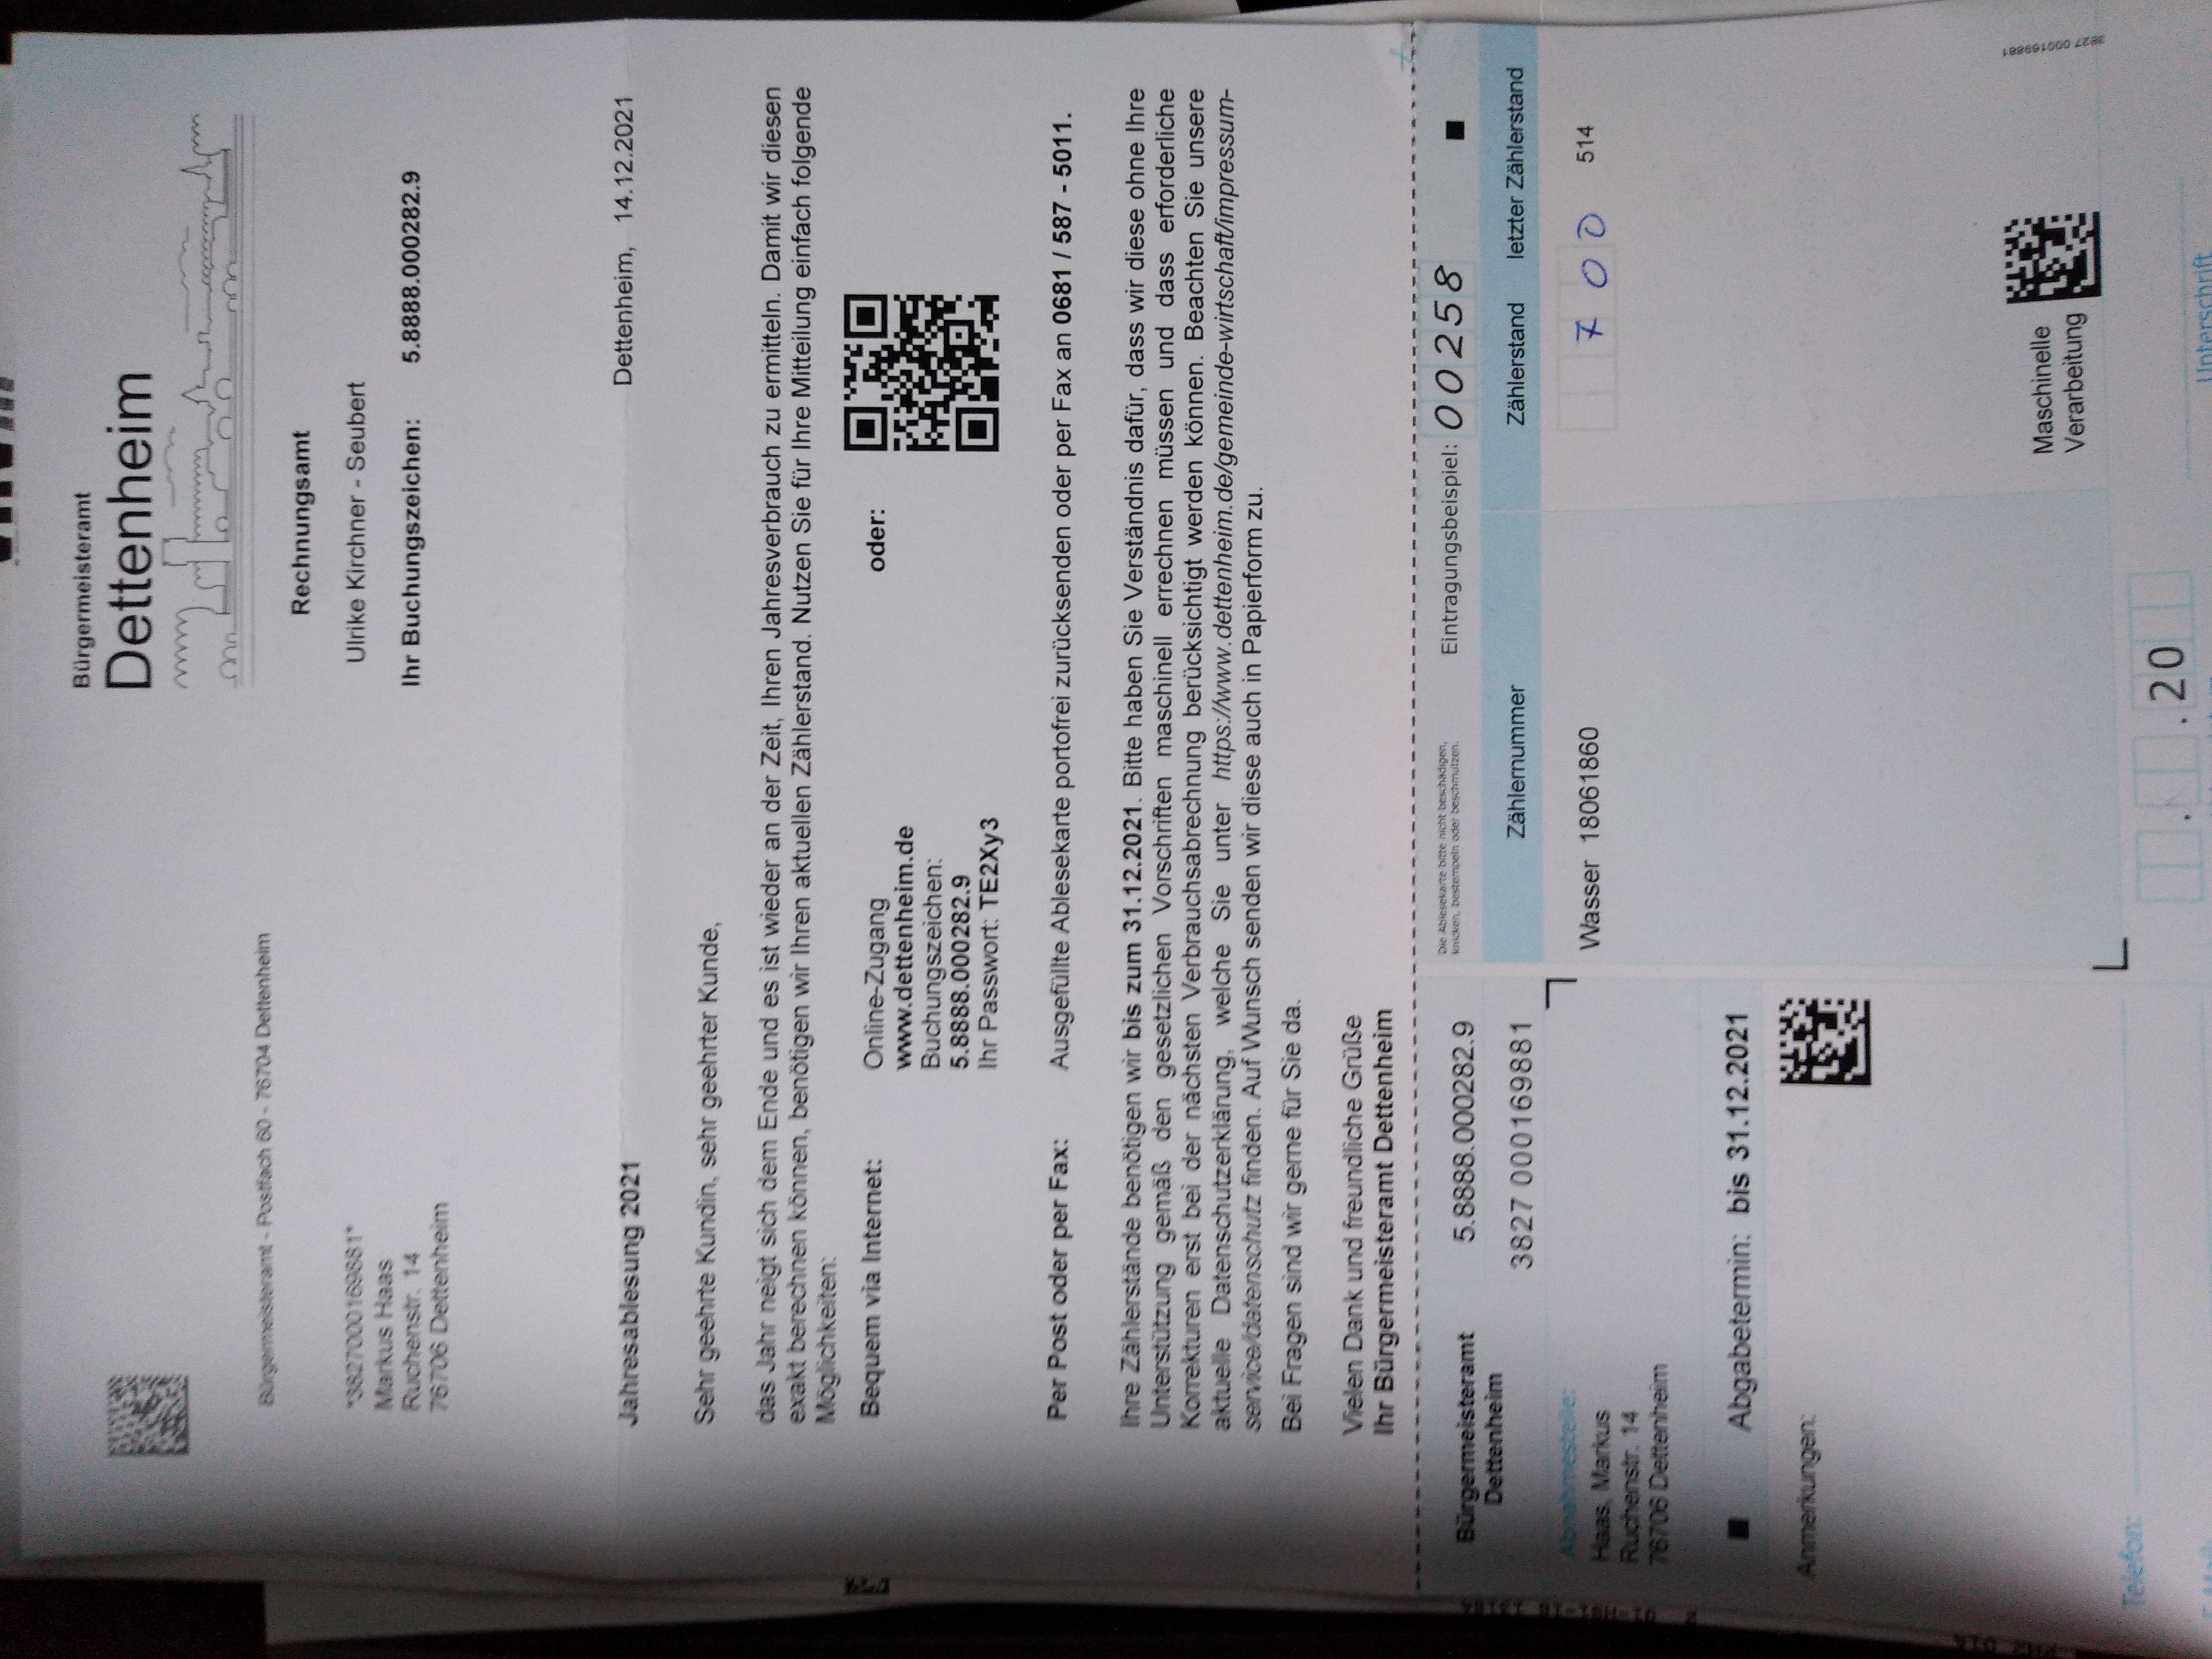 Bürgermeisteramt
Dettenheim
Bürgermeisteramt - Postfach 60 - 76704 Dettenheim
Rechnungsamt
*3827000169881*
Ulrike Kirchner - Seubert
Markus Haas
Ruchenstr. 14
Ihr Buchungszeichen: 5.8888.000282.9
76706 Dettenheim
Jahresablesung 2021
Dettenheim, 14.12.2021
Sehr geehrte Kundin, sehr geehrter Kunde,
das Jahr neigt sich dem Ende und es ist wieder an der Zeit, Ihren Jahresverbrauch zu ermitteln. Damit wir diesen
exakt berechnen können, benötigen wir Ihren aktuellen Zählerstand. Nutzen Sie für Ihre Mitteilung einfach folgende
Möglichkeiten:
Bequem via Internet: Online-Zugang oder:
www.dettenheim.de
Buchungszeichen:
5.8888.000282.9
Ihr Passwort: TE2Xy3
Per Post oder per Fax: Ausgefüllte Ablesekarte portofrei zurücksenden oder per Fax an 0681 / 587 - 5011.
Ihre Zählerstände benötigen wir bis zum 31.12.2021. Bitte haben Sie Verständnis dafür, dass wir diese ohne Ihre
Unterstützung gemäß den gesetzlichen Vorschriften maschinell errechnen müssen und dass erforderliche
Korrekturen erst bei der nächsten Verbrauchsabrechnung berücksichtigt werden können. Beachten Sie unsere
aktuelle Datenschutzerklärung, welche Sie unter https://www.dettenheim.de/gemeinde-wirtschaft/impressum-
service/datenschutz finden. Auf Wunsch senden wir diese auch in Papierform zu.
Bei Fragen sind wir gerne für Sie da.
Vielen Dank und freundliche Grüße
Ihr Bürgermeisteramt Dettenheim
Bürgermeisteramt 5.8888.000282.9
Dettenheim
3827 000169881
Die Ablesekarte bitte nicht beschädigen,
knicken, bestempeln oder beschmutzen.
Eintragungsbeispiel: 00258
Zählernummer Zählerstand letzter Zählerstand
Abnahmestelle:
Haas, Markus
Ruchenstr. 14
76706 Dettenheim
Wasser 18061860 700 514
Abgabetermin: bis 31.12.2021
Anmerkungen:
Maschinelle
Verarbeitung
3827 000169881
Telefon:
. .20
Unterschrift